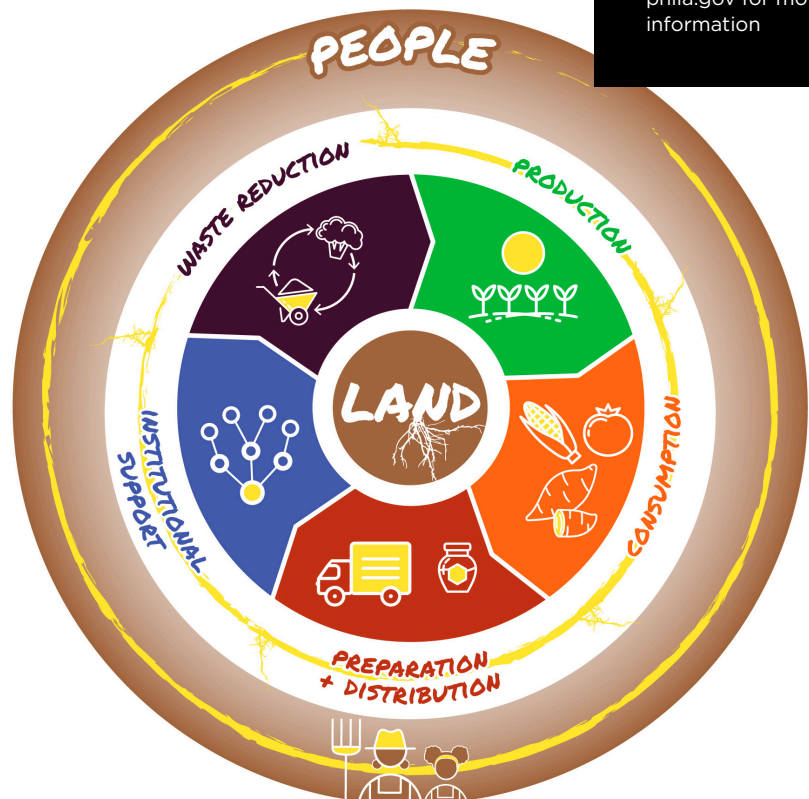 phila.gov for mo
information
PEOPLE
WASTE REDUCTION
PRODUCTION
LAND
INSTITUTIONAL
SUPPORT
CONSUMPTION
PREPARATION
+ DISTRIBUTION